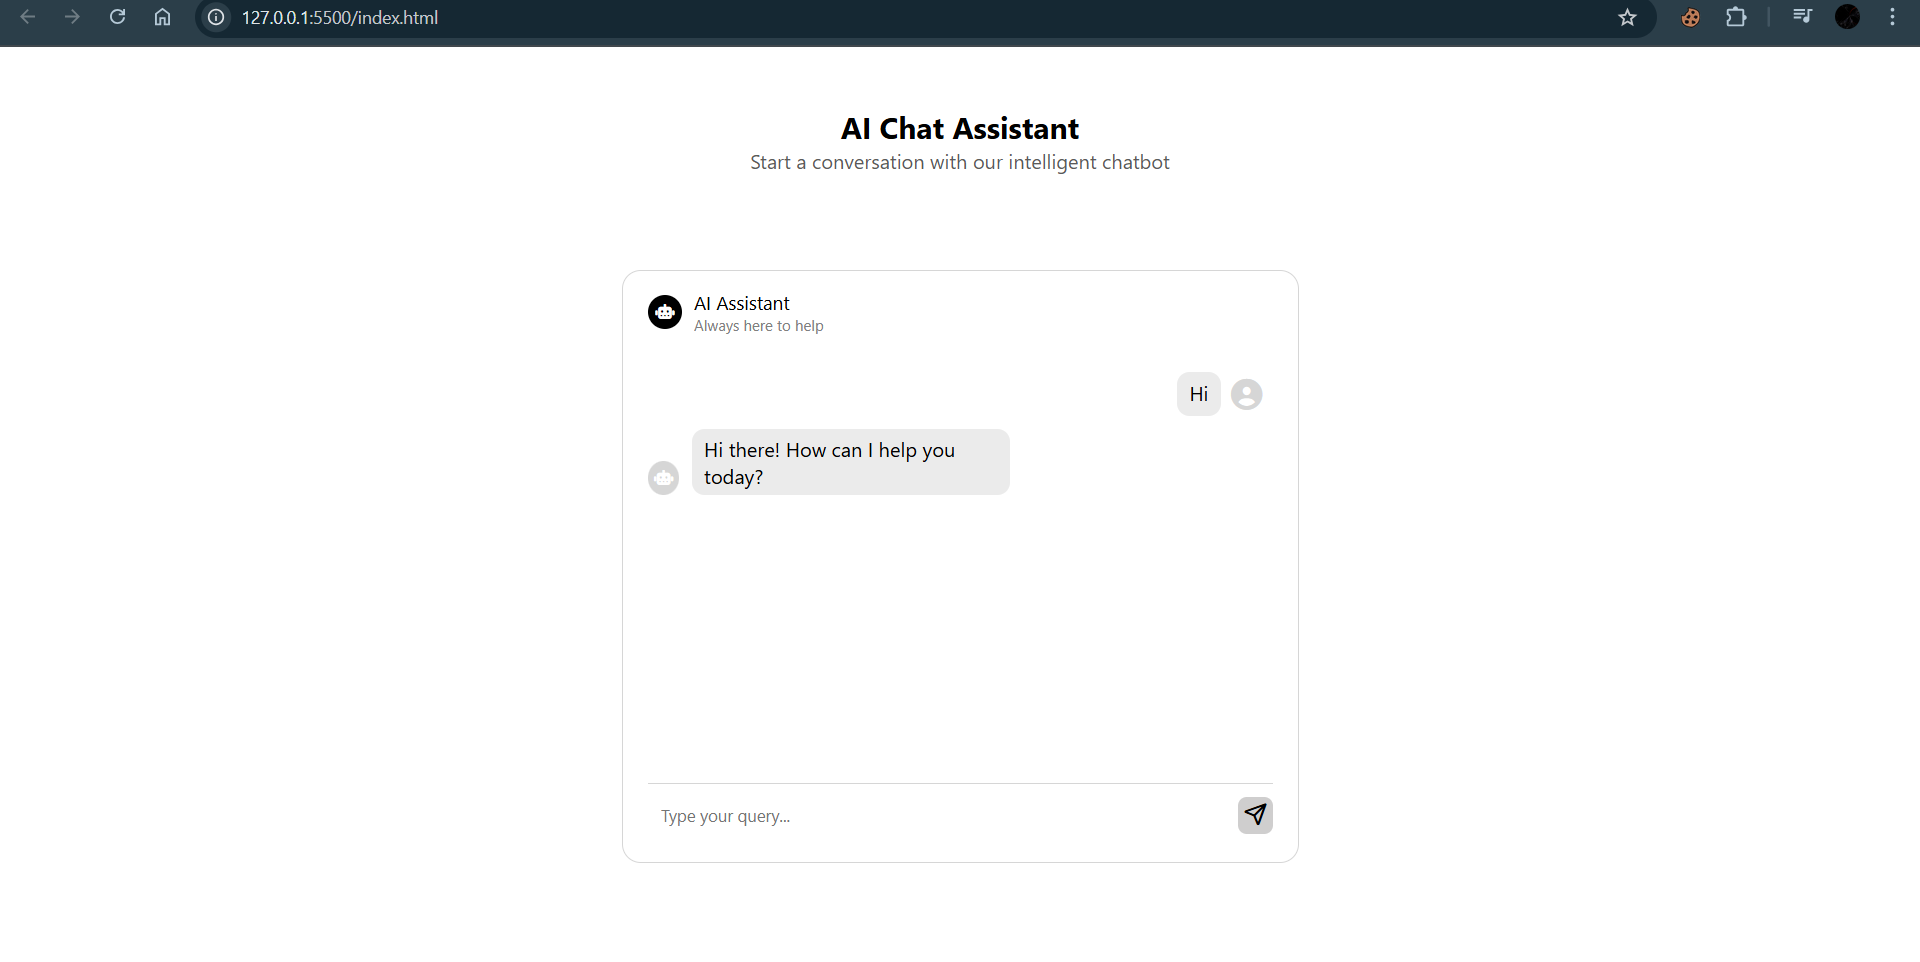 127.0.0.1:5500/index.html
AI Chat Assistant
Start a conversation with our intelligent chatbot
AI Assistant
Always here to help
Hi
Hi there! How can I help you
today?
Type your query...